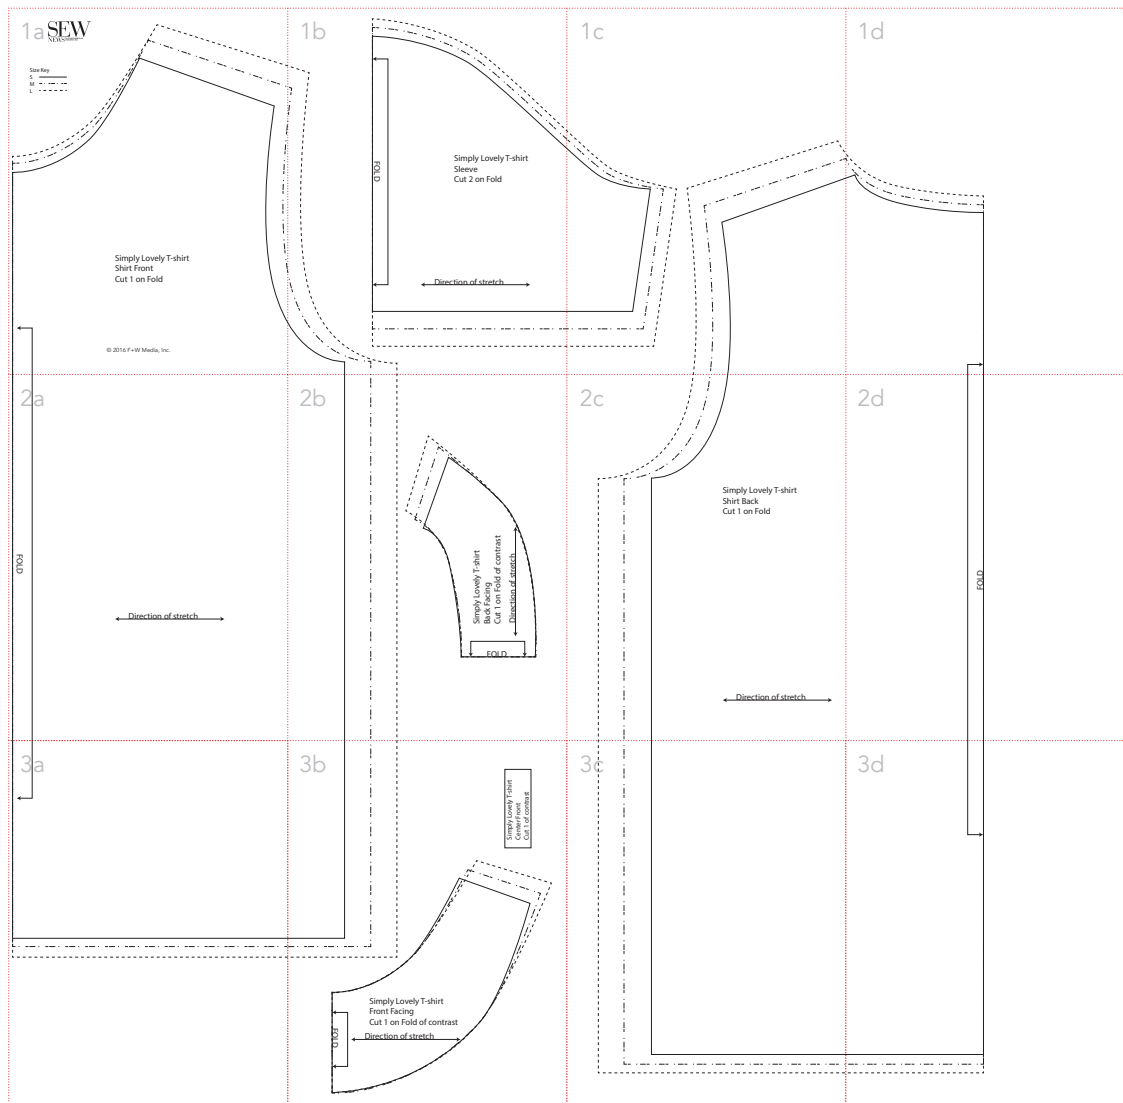 1a
SEW
NEWS
Size Key
S
M
L
1b
1c
1d
FOLD
Simply Lovely T-shirt
Sleeve
Cut 2 on Fold
Direction of stretch
Simply Lovely T-shirt
Shirt Front
Cut 1 on Fold
© 2016 F+W Media, Inc.
2a
2b
2c
2d
FOLD
Direction of stretch
Simply Lovely T-shirt
Back Facing
Cut 1 on Fold of contrast
Direction of stretch
FOLD
Simply Lovely T-shirt
Shirt Back
Cut 1 on Fold
FOLD
Direction of stretch
3a
3b
3c
3d
Simply Lovely T-shirt
Center Front
Cut 1 of contrast
Simply Lovely T-shirt
Front Facing
Cut 1 on Fold of contrast
Direction of stretch
FOLD